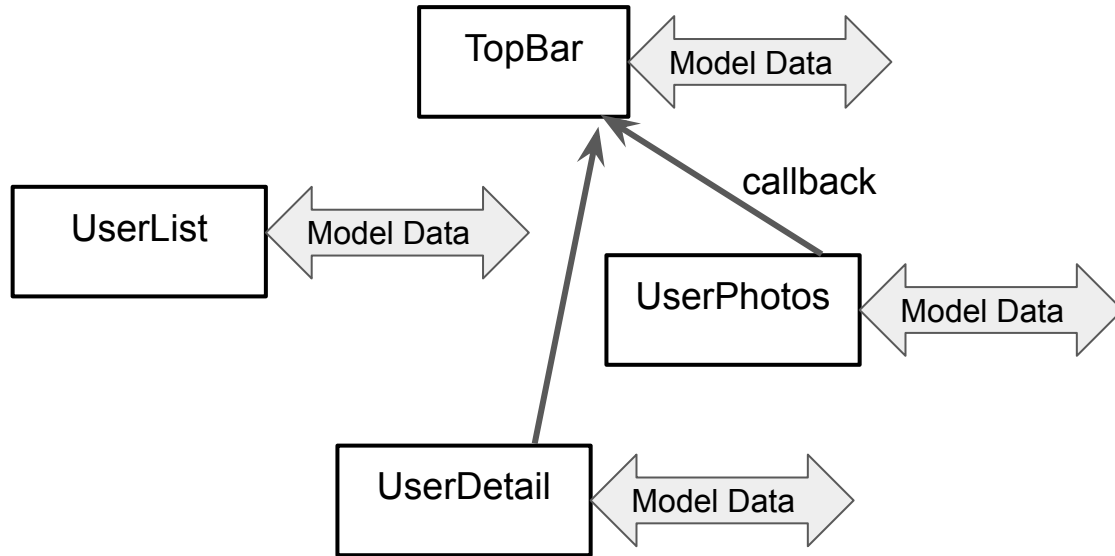 TopBar
Model Data
callback
UserList
Model Data
UserPhotos
Model Data
UserDetail
Model Data